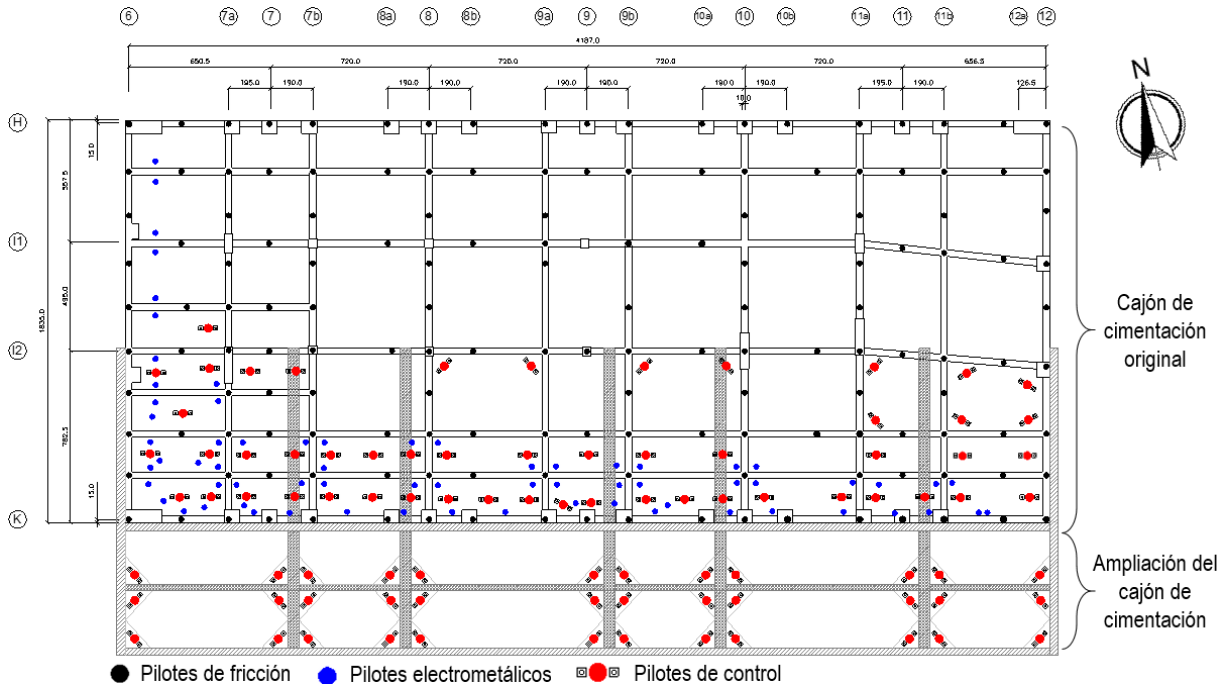 6 7a 7 7b 8a 8 8b 9a 9 9b 10a 10 10b 11a 11 11b 12a 12
4187.0
650.5 720.0 720.0 720.0 720.0 656.5
195.0 190.0 190.0 190.0 190.0 190.0 190.0 190.0 195.0 190.0 126.5
18.0
N
H
15.0
557.5
I1
495.0
1835.0
I2
782.5
15.0
K
Cajón de
cimentación
original
Ampliación del
cajón de
cimentación
Pilotes de fricción Pilotes electrometálicos Pilotes de control